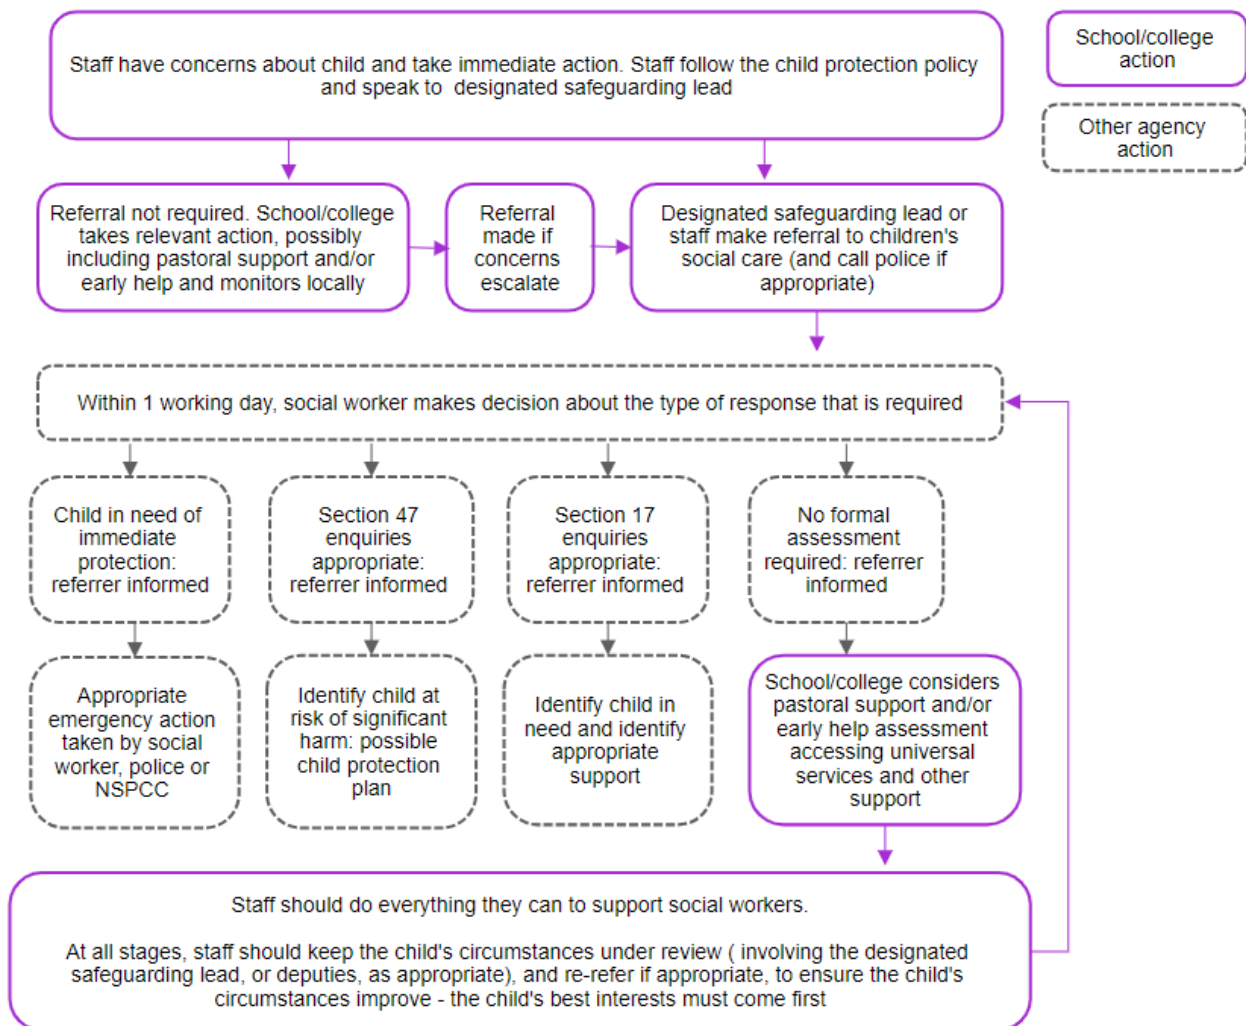 Staff have concerns about child and take immediate action. Staff follow the child protection policy
and speak to  designated safeguarding lead
School/college
action
Other agency
action
Referral not required. School/college
takes relevant action, possibly
including pastoral support and/or
early help and monitors locally
Referral
made if
concerns
escalate
Designated safeguarding lead or
staff make referral to children's
social care (and call police if
appropriate)
Within 1 working day, social worker makes decision about the type of response that is required
Child in need of
immediate
protection:
referrer informed
Section 47
enquiries
appropriate:
referrer informed
Section 17
enquiries
appropriate:
referrer informed
No formal
assessment
required: referrer
informed
Appropriate
emergency action
taken by social
worker, police or
NSPCC
Identify child at
risk of significant
harm: possible
child protection
plan
Identify child in
need and identify
appropriate
support
School/college considers
pastoral support and/or
early help assessment
accessing universal
services and other
support
Staff should do everything they can to support social workers.
At all stages, staff should keep the child's circumstances under review ( involving the designated
safeguarding lead, or deputies, as appropriate), and re-refer if appropriate, to ensure the child's
circumstances improve - the child's best interests must come first